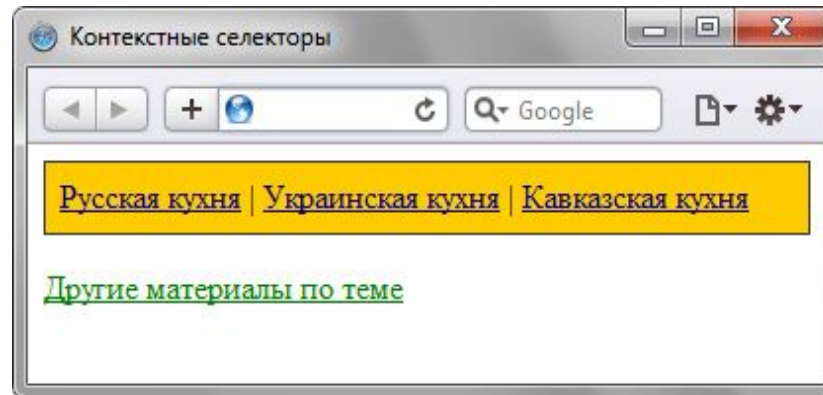 Контекстные селекторы
Google
Русская кухня | Украинская кухня | Кавказская кухня
Другие материалы по теме